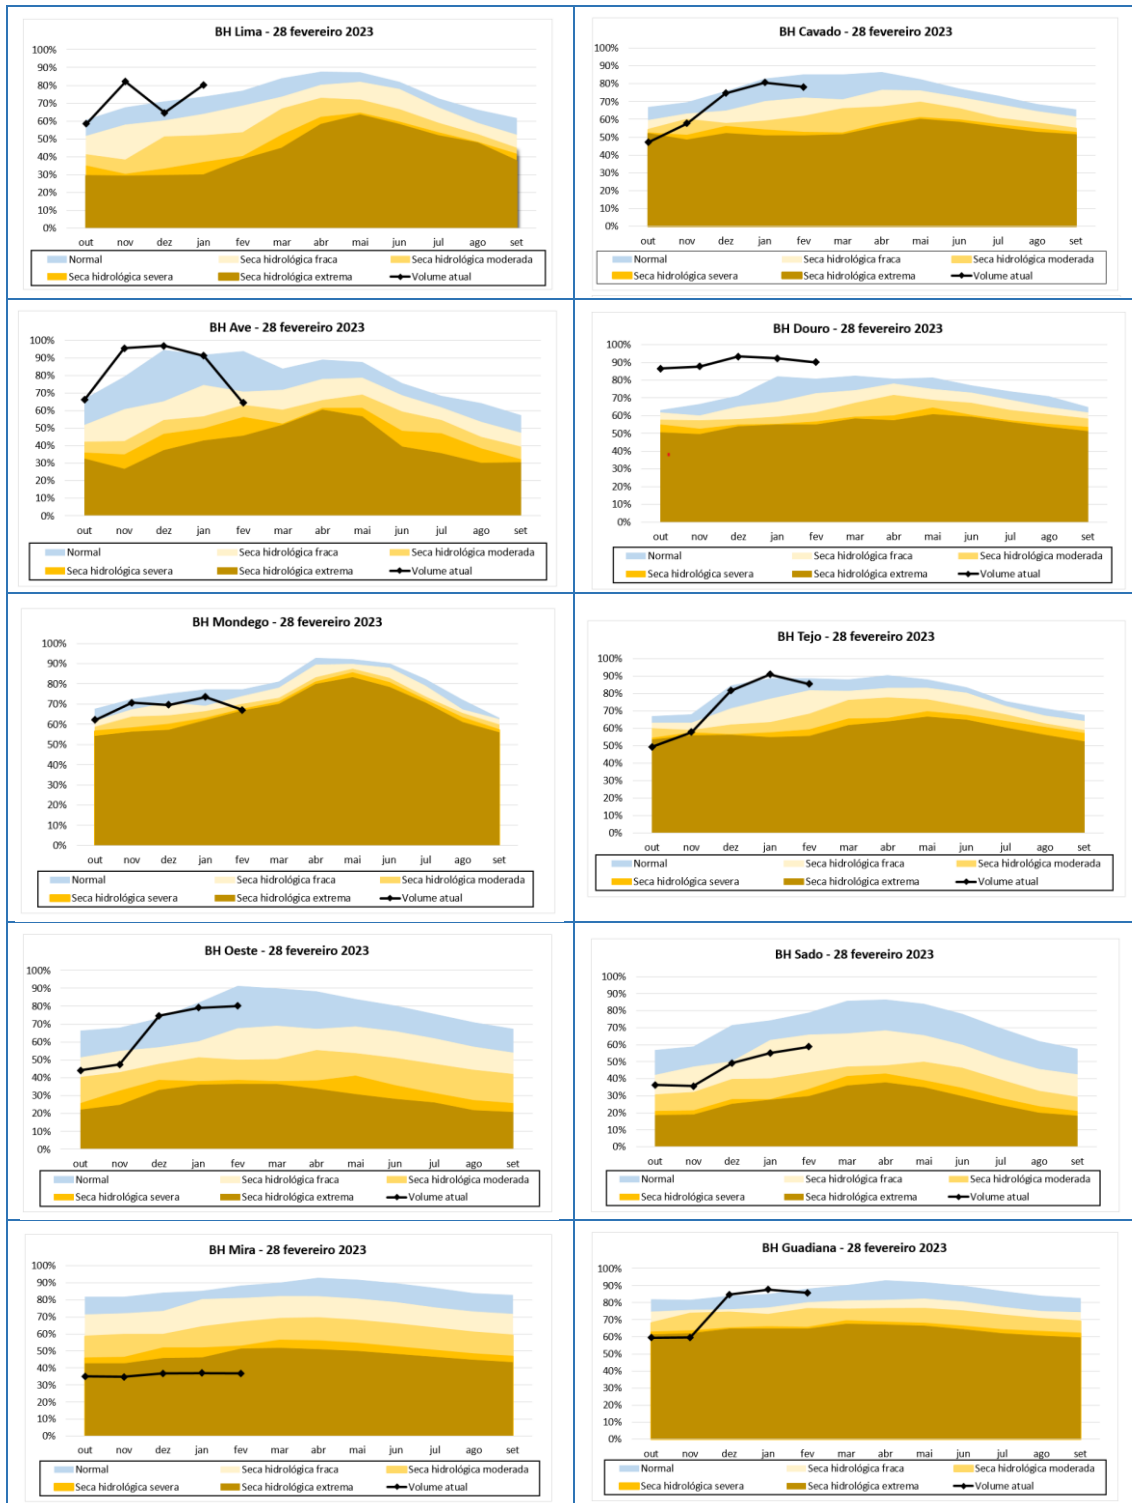 BH Lima - 28 fevereiro 2023
100%
90%
80%
70%
60%
50%
40%
30%
20%
10%
0%
out nov dez jan fev mar abr mai jun jul ago set
Normal Seca hidrológica fraca Seca hidrológica moderada
Seca hidrológica severa Seca hidrológica extrema Volume atual
BH Cavado - 28 fevereiro 2023
100%
90%
80%
70%
60%
50%
40%
30%
20%
10%
0%
out nov dez jan fev mar abr mai jun jul ago set
Normal Seca hidrológica fraca Seca hidrológica moderada
Seca hidrológica severa Seca hidrológica extrema Volume atual
BH Ave - 28 fevereiro 2023
100%
90%
80%
70%
60%
50%
40%
30%
20%
10%
0%
out nov dez jan fev mar abr mai jun jul ago set
Normal Seca hidrológica fraca Seca hidrológica moderada
Seca hidrológica severa Seca hidrológica extrema Volume atual
BH Douro - 28 fevereiro 2023
100%
90%
80%
70%
60%
50%
40%
30%
20%
10%
0%
out nov dez jan fev mar abr mai jun jul ago set
Normal Seca hidrológica fraca Seca hidrológica moderada
Seca hidrológica severa Seca hidrológica extrema Volume atual
BH Mondego - 28 fevereiro 2023
100%
90%
80%
70%
60%
50%
40%
30%
20%
10%
0%
out nov dez jan fev mar abr mai jun jul ago set
Normal Seca hidrológica fraca Seca hidrológica moderada
Seca hidrológica severa Seca hidrológica extrema Volume atual
BH Tejo - 28 fevereiro 2023
100%
90%
80%
70%
60%
50%
40%
30%
20%
10%
0%
out nov dez jan fev mar abr mai jun jul ago set
Normal Seca hidrológica fraca Seca hidrológica moderada
Seca hidrológica severa Seca hidrológica extrema Volume atual
BH Oeste - 28 fevereiro 2023
100%
90%
80%
70%
60%
50%
40%
30%
20%
10%
0%
out nov dez jan fev mar abr mai jun jul ago set
Normal Seca hidrológica fraca Seca hidrológica moderada
Seca hidrológica severa Seca hidrológica extrema Volume atual
BH Sado - 28 fevereiro 2023
100%
90%
80%
70%
60%
50%
40%
30%
20%
10%
0%
out nov dez jan fev mar abr mai jun jul ago set
Normal Seca hidrológica fraca Seca hidrológica moderada
Seca hidrológica severa Seca hidrológica extrema Volume atual
BH Mira - 28 fevereiro 2023
100%
90%
80%
70%
60%
50%
40%
30%
20%
10%
0%
out nov dez jan fev mar abr mai jun jul ago set
Normal Seca hidrológica fraca Seca hidrológica moderada
Seca hidrológica severa Seca hidrológica extrema Volume atual
BH Guadiana - 28 fevereiro 2023
100%
90%
80%
70%
60%
50%
40%
30%
20%
10%
0%
out nov dez jan fev mar abr mai jun jul ago set
Normal Seca hidrológica fraca Seca hidrológica moderada
Seca hidrológica severa Seca hidrológica extrema Volume atual